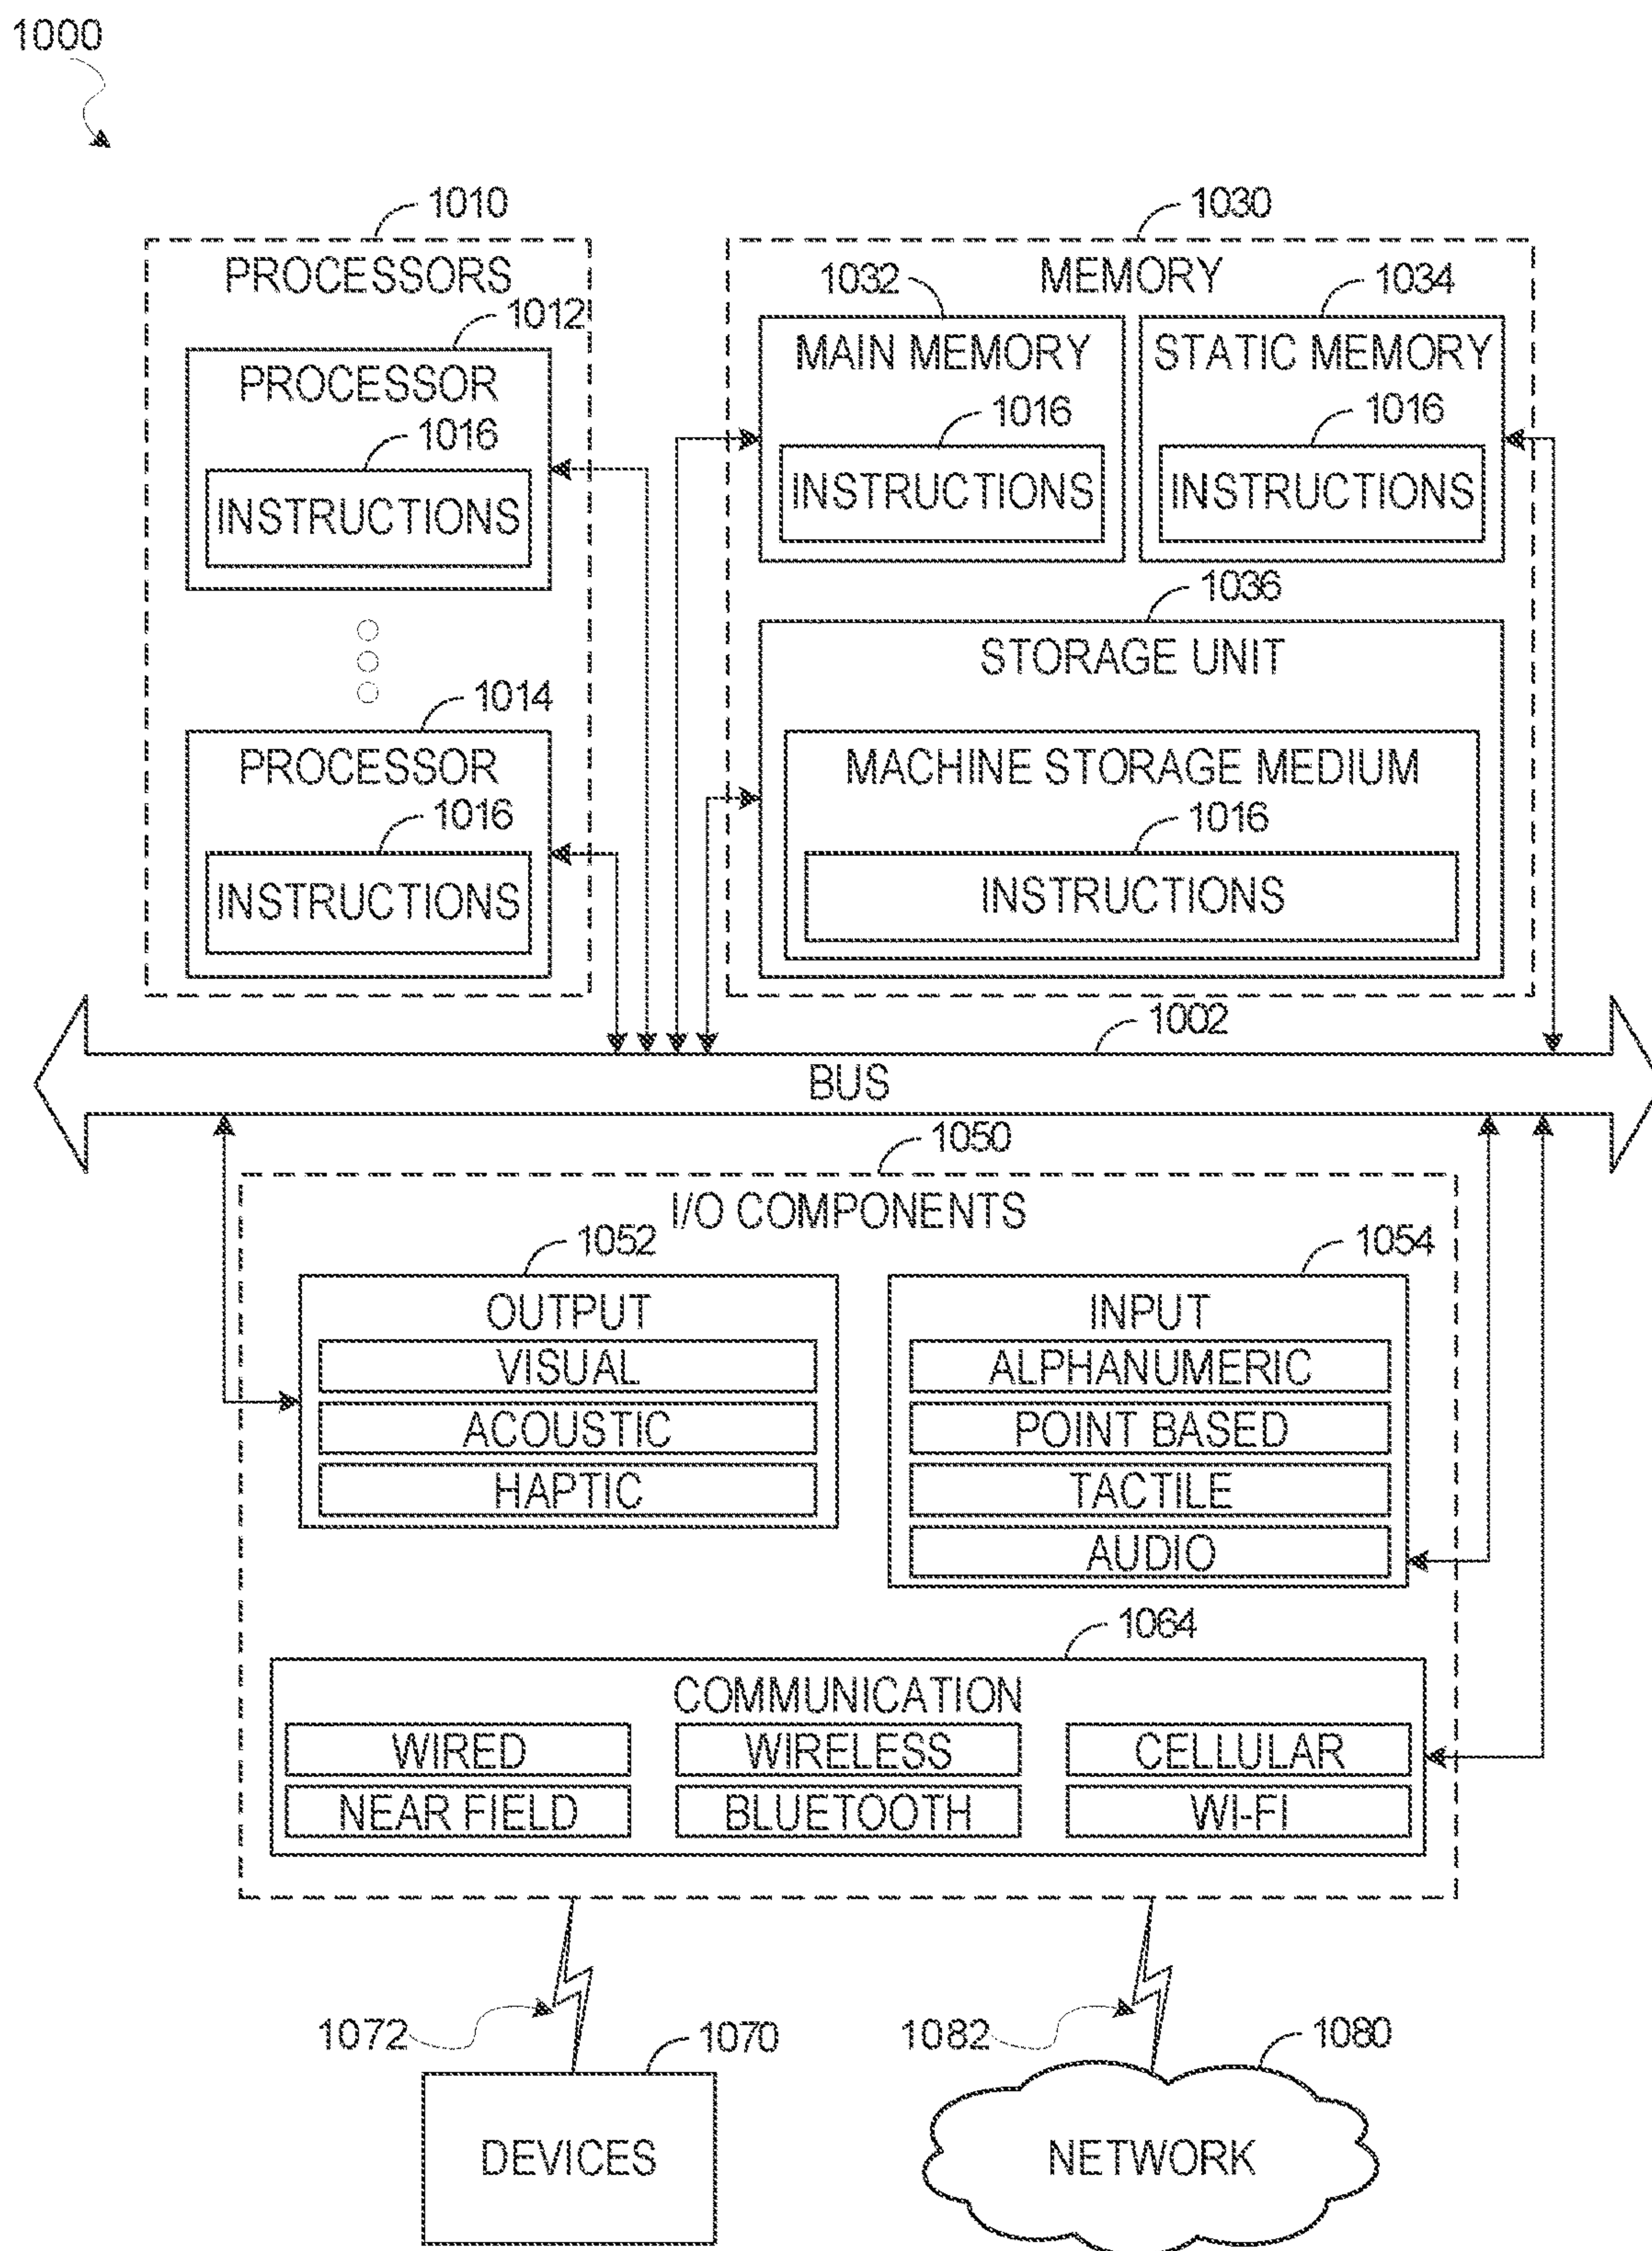 1000
1010
PROCESSORS
1012
PROCESSOR
1016
INSTRUCTIONS
1014
PROCESSOR
1016
INSTRUCTIONS
1030
MEMORY
1032
MAIN MEMORY
1016
INSTRUCTIONS
1034
STATIC MEMORY
1016
INSTRUCTIONS
1036
STORAGE UNIT
MACHINE STORAGE MEDIUM
1016
INSTRUCTIONS
1002
BUS
1050
I/O COMPONENTS
1052
OUTPUT
VISUAL
ACOUSTIC
HAPTIC
1054
INPUT
ALPHANUMERIC
POINT BASED
TACTILE
AUDIO
1064
COMMUNICATION
WIRED
WIRELESS
CELLULAR
NEAR FIELD
BLUETOOTH
WI-FI
1072
1070
DEVICES
1082
1080
NETWORK